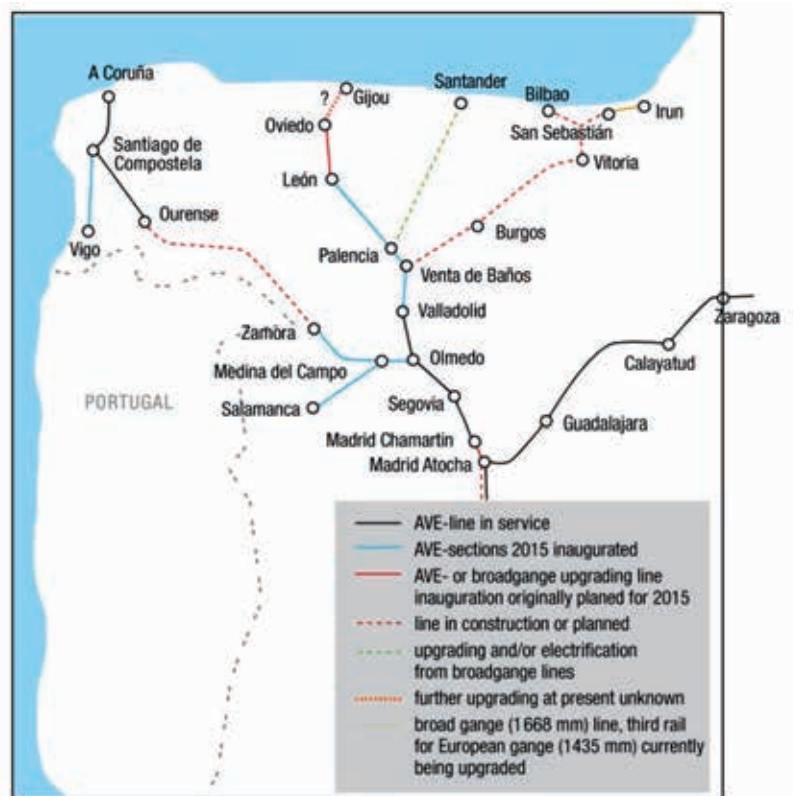 A Coruña
Santander
Gijou
?
Bilbao
Irun
Oviedo
San Sebastián
Santiago de
Compostela
Vitoria
León
Ourense
Burgos
Vigo
Palencia
Venta de Baños
Valladolid
Zaragoza
Zamora
Olmedo
Calayatud
Medina del Campo
PORTUGAL
Salamanca
Segovia
Guadalajara
Madrid Chamartin
Madrid Atocha
AVE-line in service
AVE-sections 2015 inaugurated
AVE- or broadgange upgrading line
inauguration originally planed for 2015
line in construction or planned
upgrading and/or electrification
from broadgange lines
further upgrading at present unknown
broad gange (1668 mm) line, third rail
for European gange (1435 mm) currently
being upgraded